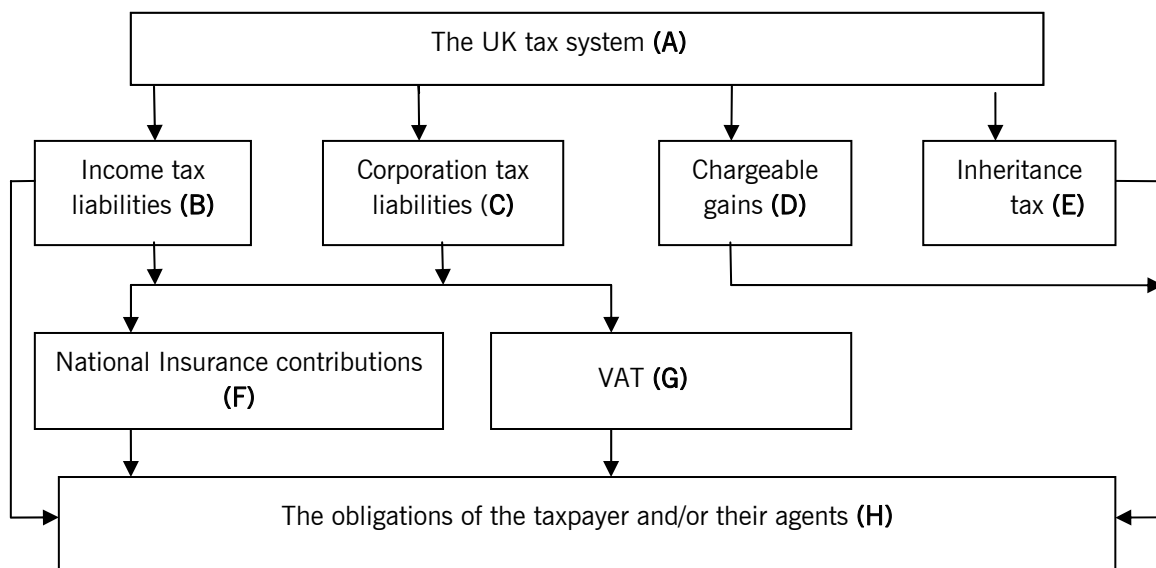 The UK tax system (A)
Income tax
liabilities (B)
Corporation tax
liabilities (C)
Chargeable
gains (D)
Inheritance
tax (E)
National Insurance contributions
(F)
VAT (G)
The obligations of the taxpayer and/or their agents (H)